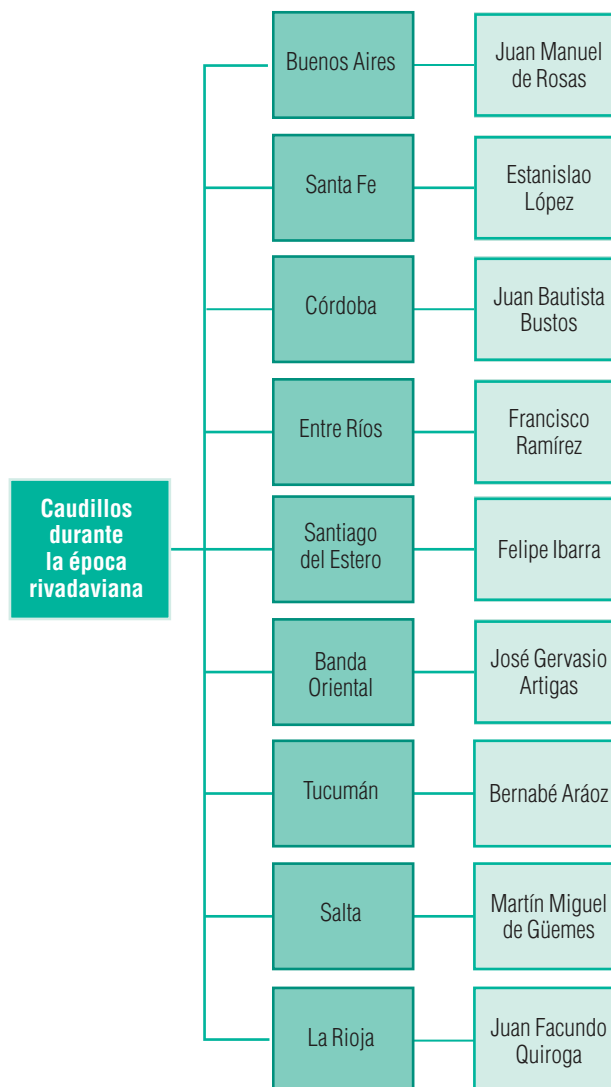 Buenos Aires
Juan Manuel
de Rosas
Santa Fe
Estanislao
López
Córdoba
Juan Bautista
Bustos
Entre Ríos
Francisco
Ramírez
Caudillos
durante
la época
rivadaviana
Santiago
del Estero
Felipe Ibarra
Banda
Oriental
José Gervasio
Artigas
Tucumán
Bernabé Aráoz
Salta
Martín Miguel
de Güemes
La Rioja
Juan Facundo
Quiroga